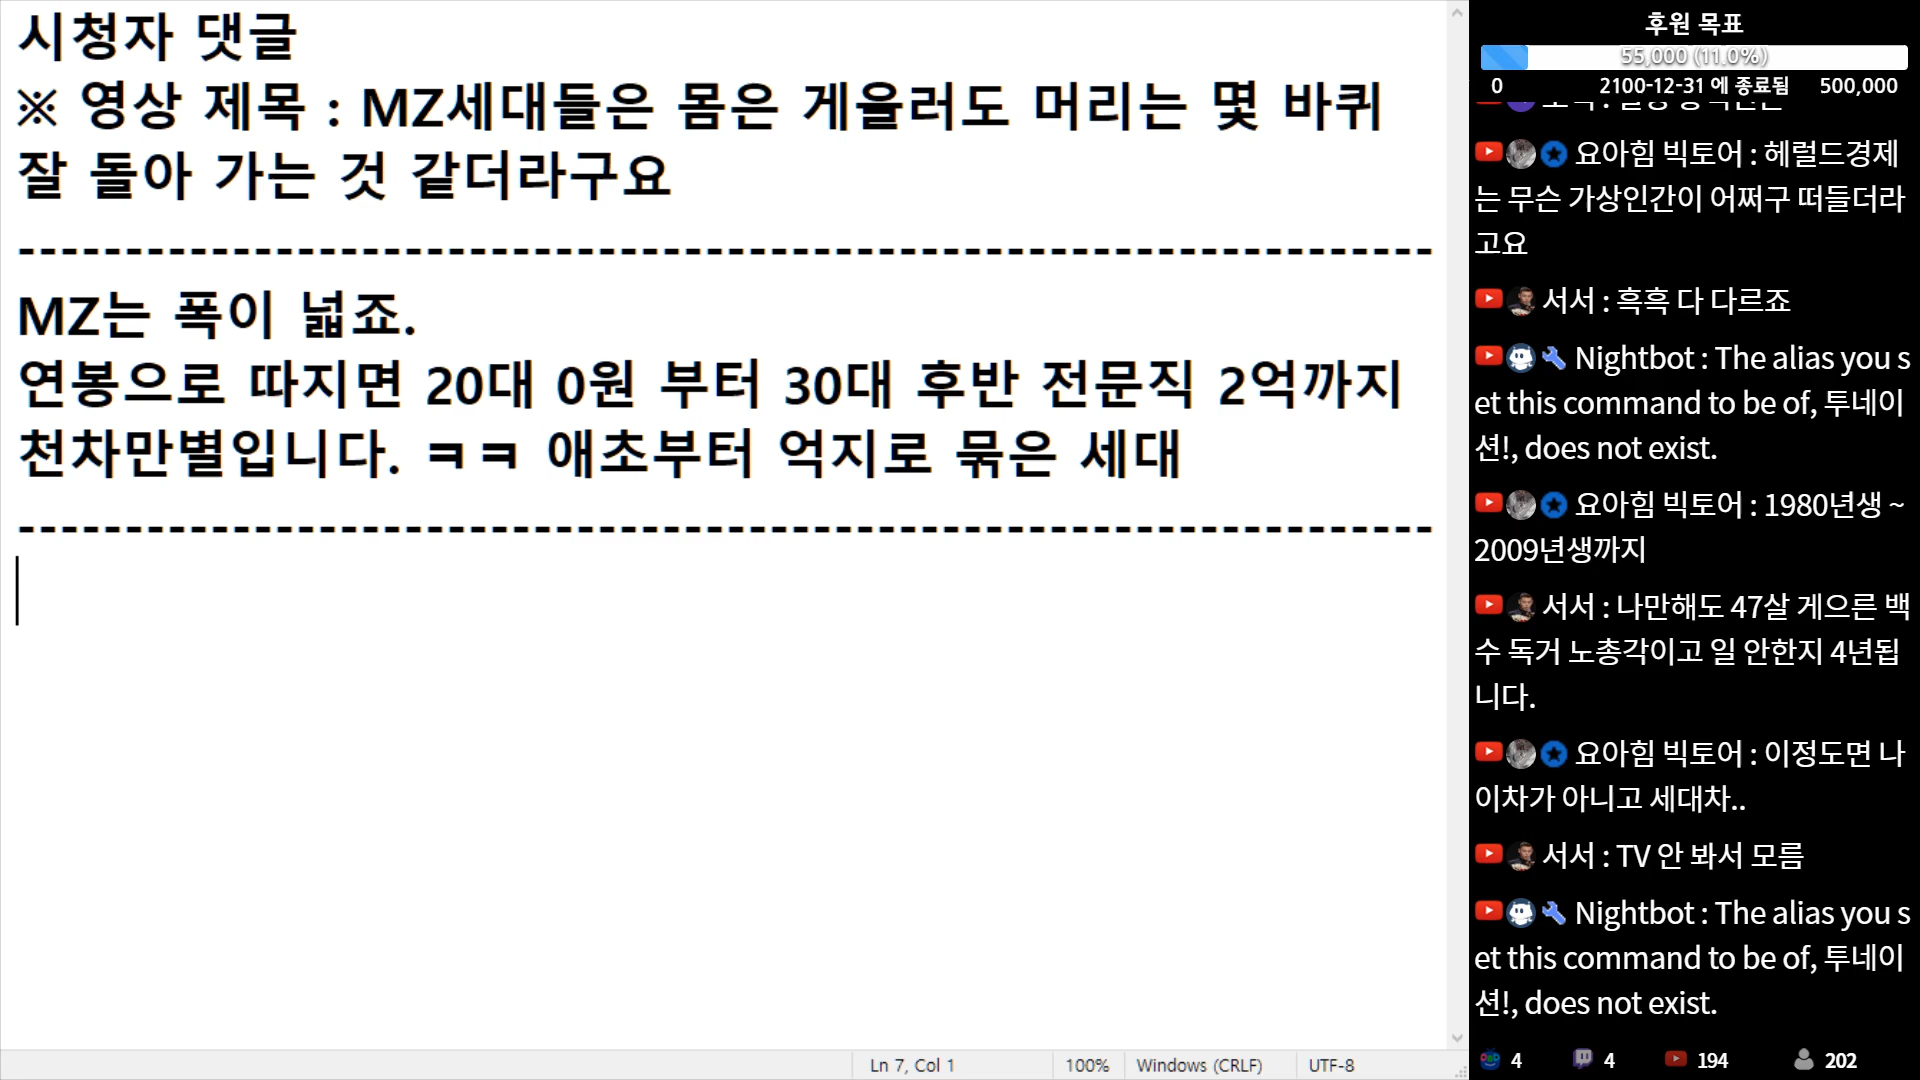 시청자 댓글
※ 영상 제목 : MZ세대들은 몸은 게을러도 머리는 몇 바퀴
잘 돌아 가는 것 같더라구요
------------------------------------------------------------------
MZ는 폭이 넓죠.
연봉으로 따지면 20대 0원 부터 30대 후반 전문직 2억까지
천차만별입니다. ㅋㅋ 애초부터 억지로 묶은 세대
------------------------------------------------------------------
Ln 7, Col 1
100%
Windows (CRLF)
UTF-8
후원 목표
55,000 (11.0%)
0 2100-12-31 에 종료됨 500,000
요아힘 빅토어 : 헤럴드경제
는 무슨 가상인간이 어쩌구 떠들더라
고요
서서 : 흑흑 다 다르죠
Nightbot : The alias you s
et this command to be of, 투네이
션!, does not exist.
요아힘 빅토어 : 1980년생 ~
2009년생까지
서서 : 나만해도 47살 게으른 백
수 독거 노총각이고 일 안한지 4년됩
니다.
요아힘 빅토어 : 이정도면 나
이차가 아니고 세대차..
서서 : TV 안 봐서 모름
Nightbot : The alias you s
et this command to be of, 투네이
션!, does not exist.
4 4 194 202